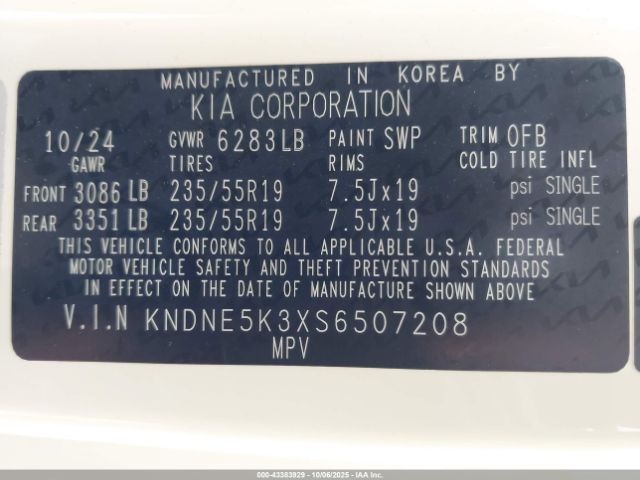 MANUFACTURED IN KOREA BY
KIA CORPORATION
10/24 GVWR 6283LB PAINT SWP TRIM OFB
GAWR TIRES RIMS COLD TIRE INFL
FRONT 3086 LB 235/55R19 7.5Jx19 psi SINGLE
REAR 3351 LB 235/55R19 7.5Jx19 psi SINGLE
THIS VEHICLE CONFORMS TO ALL APPLICABLE U.S.A. FEDERAL
MOTOR VEHICLE SAFETY AND THEFT PREVENTION STANDARDS
IN EFFECT ON THE DATE OF MANUFACTURE SHOWN ABOVE
V.I.N KNDNE5K3XS6507208
MPV
000-43383929 - 10/06/2025 - IAA Inc.